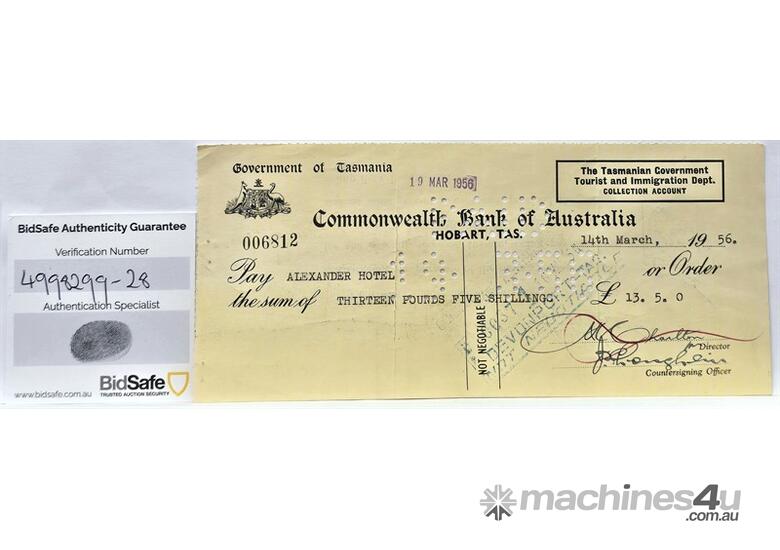 BidSafe Authenticity Guarantee
Verification Number
4998299-28
Authentication Specialist
BidSafe
TRUSTED AUCTION SECURITY
www.bidsafe.com.au
Government of Tasmania
19 MAR 1956
The Tasmanian Government
Tourist and Immigration Dept.
COLLECTION ACCOUNT
Commonwealth Bank of Australia
HOBART, TAS.
006812
14th March, 1956.
Pay ALEXANDER HOTEL or Order
the sum of THIRTEEN POUNDS FIVE SHILLINGS £ 13. 5. 0
NOT NEGOTIABLE
DEVONPORT
Director
Countersigning Officer
machines4u
.com.au